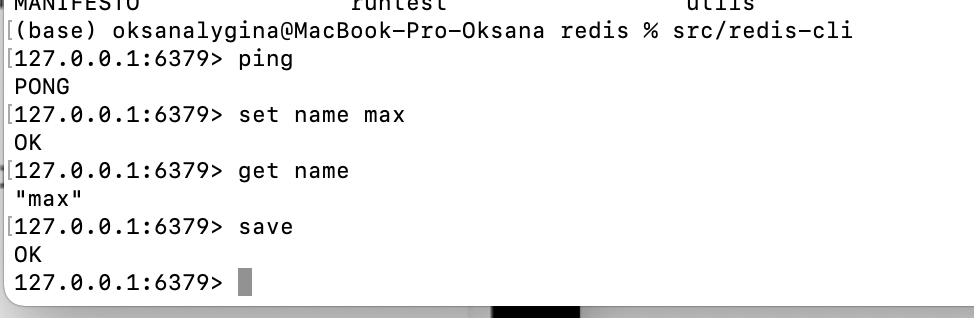 MANIFESTO runtest utils
[(base) oksanalygina@MacBook-Pro-Oksana redis % src/redis-cli
[127.0.0.1:6379> ping
PONG
[127.0.0.1:6379> set name max
OK
[127.0.0.1:6379> get name
"max"
[127.0.0.1:6379> save
OK
127.0.0.1:6379>